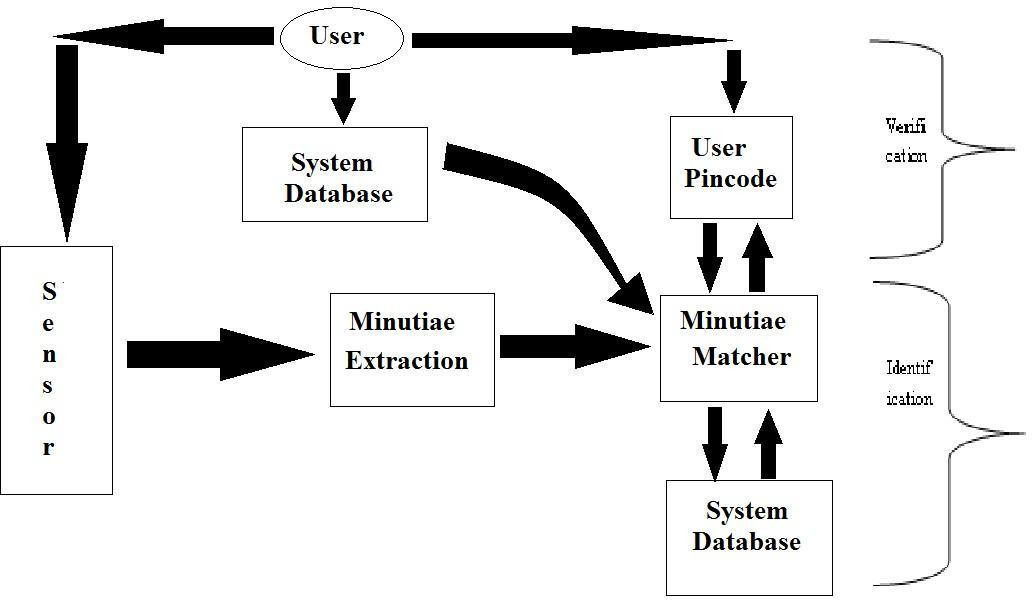 User
System
Database
User
Pincode
Verifi
cation
S
e
n
s
o
r
Minutiae
Extraction
Minutiae
Matcher
Identif
ication
System
Database